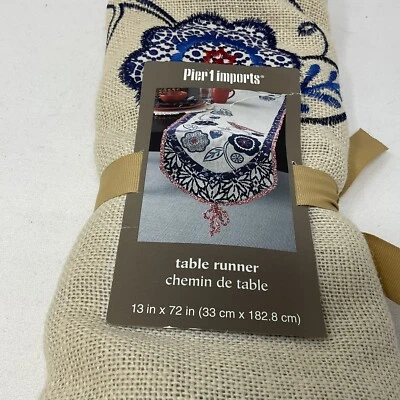 Pier 1 imports®
table runner
chemin de table
13 in x 72 in (33 cm x 182.8 cm)